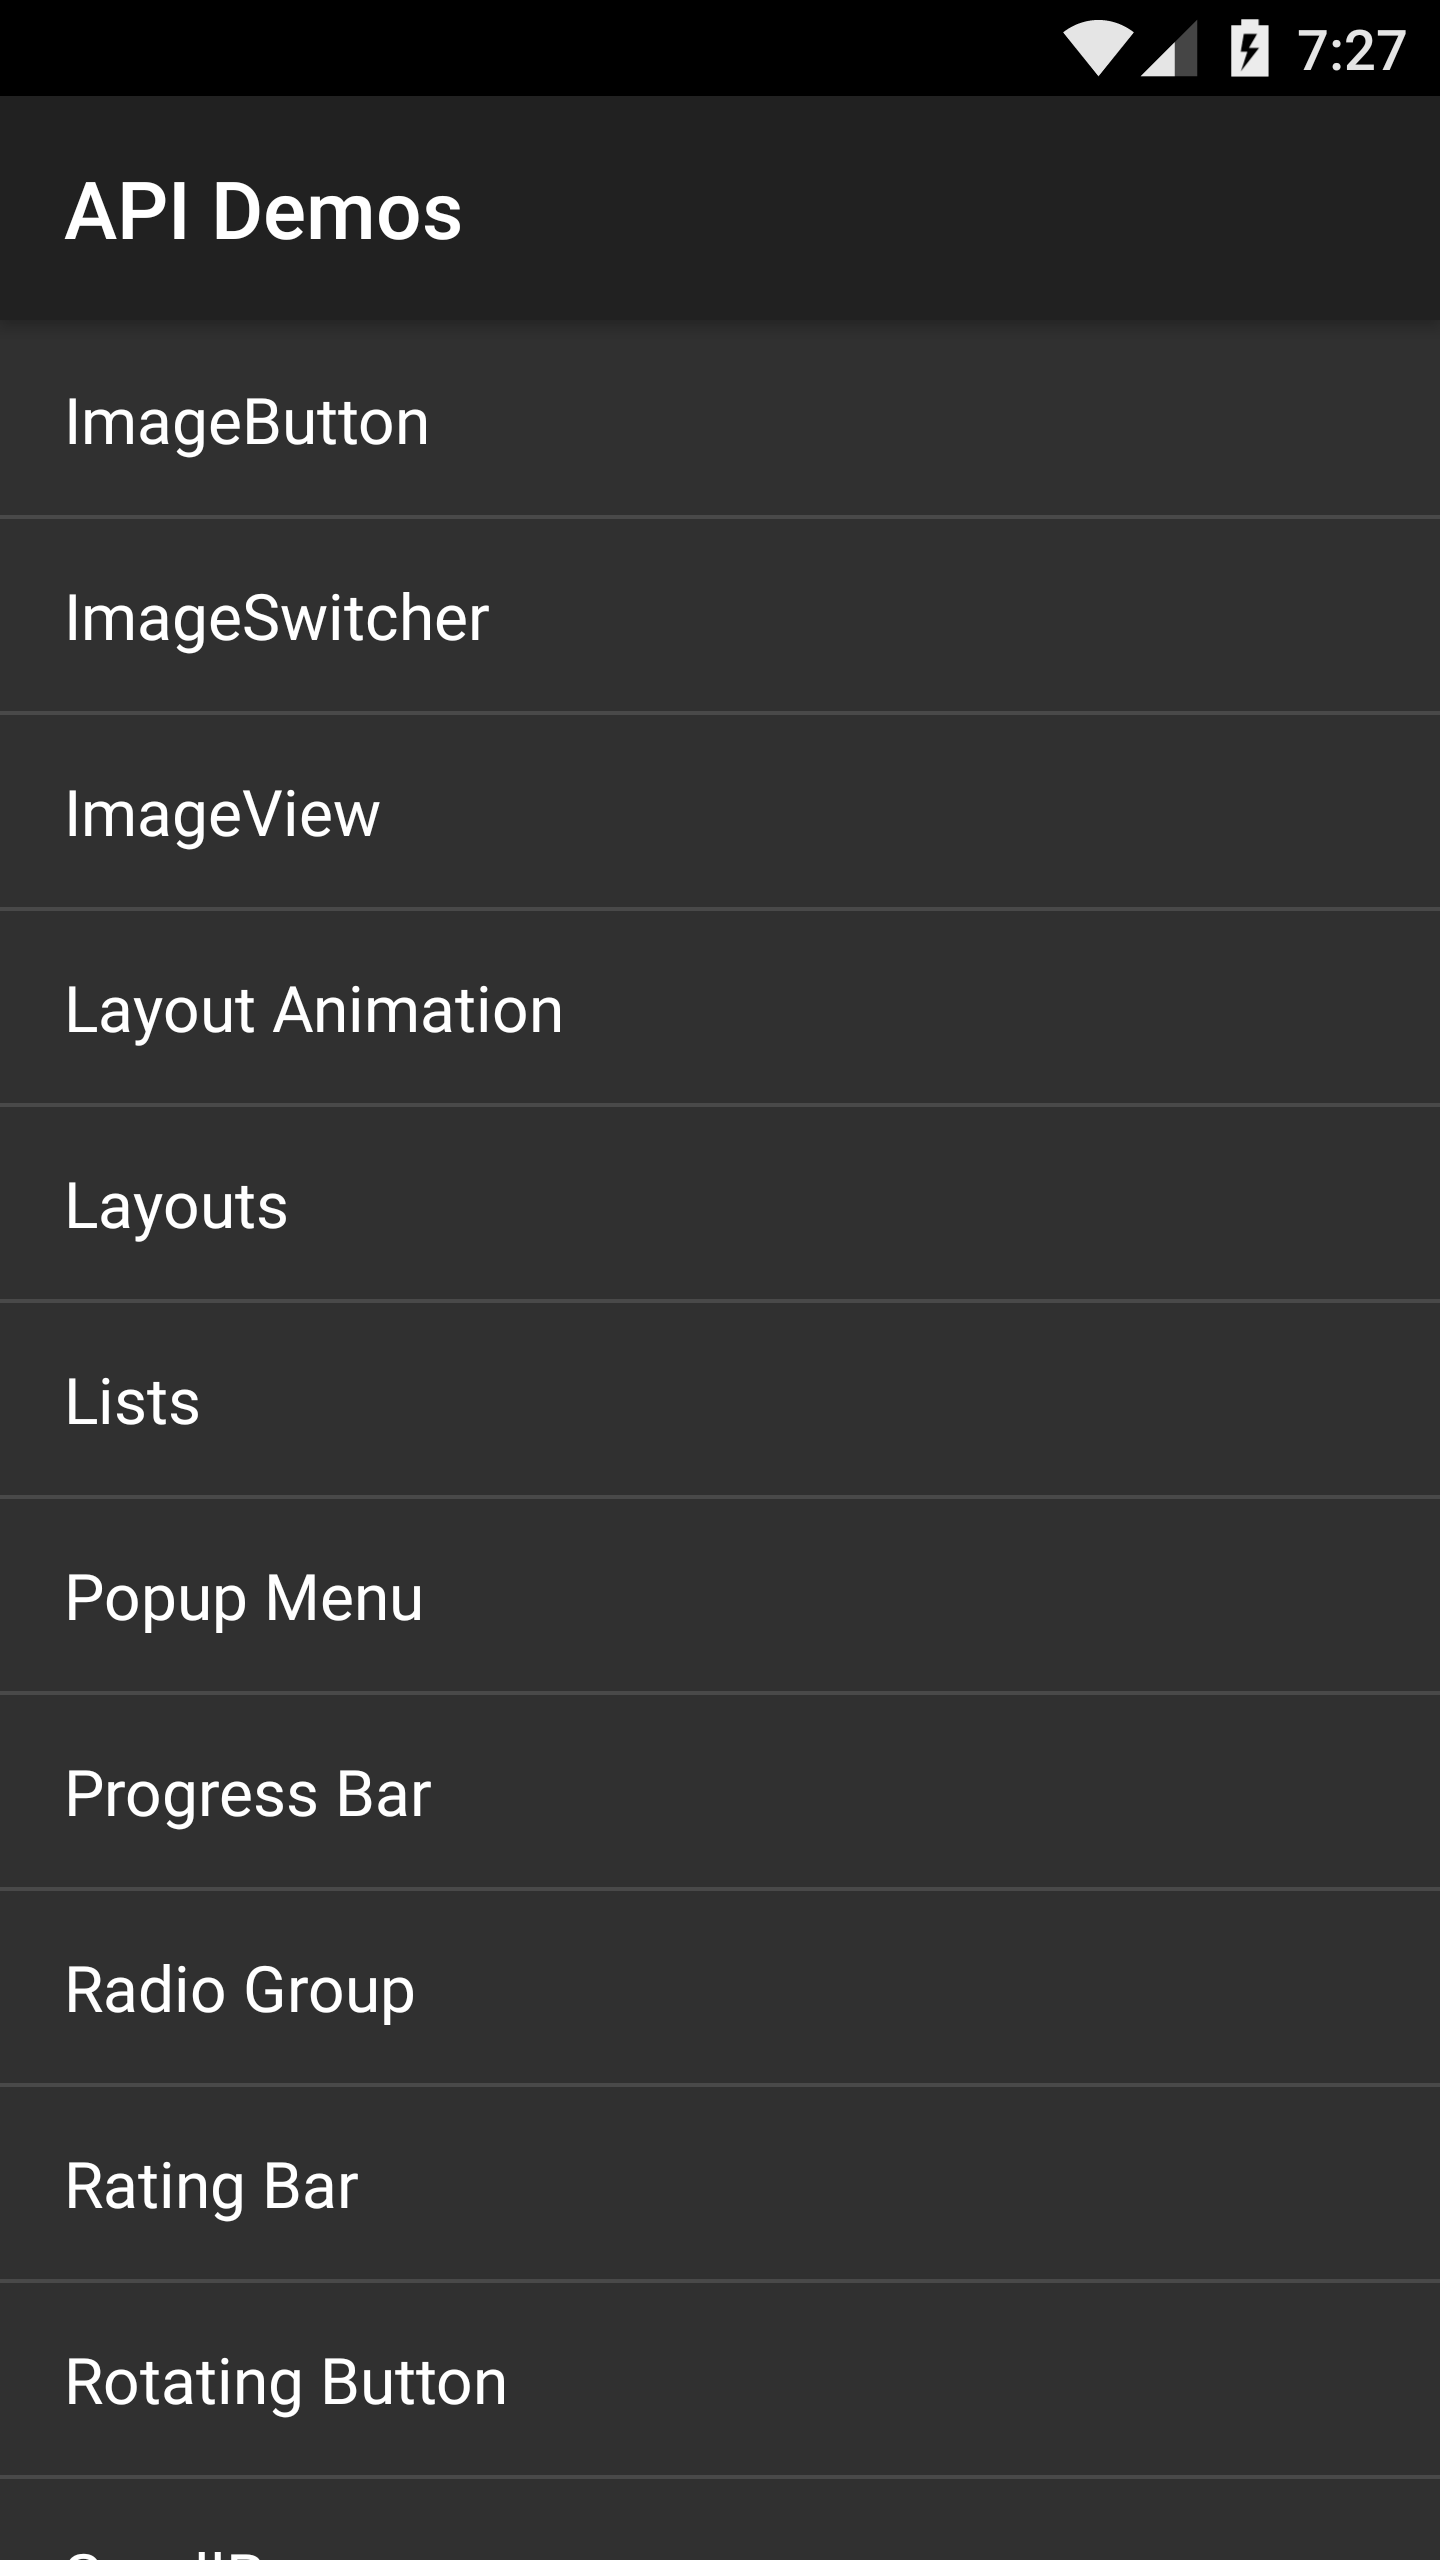 7:27
API Demos
ImageButton
ImageSwitcher
ImageView
Layout Animation
Layouts
Lists
Popup Menu
Progress Bar
Radio Group
Rating Bar
Rotating Button